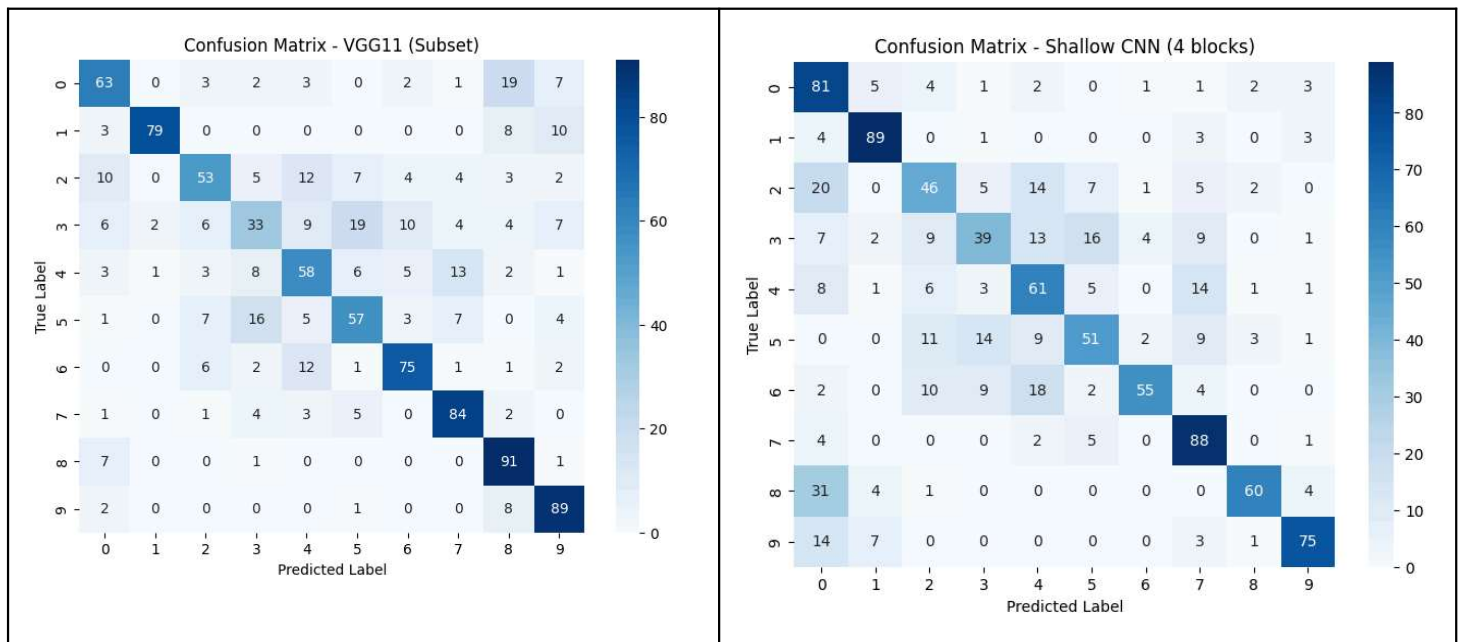 Confusion Matrix - VGG11 (Subset)
True Label
0 63 0 3 2 3 0 2 1 19 7
1 3 79 0 0 0 0 0 0 8 10
2 10 0 53 5 12 7 4 4 3 2
3 6 2 6 33 9 19 10 4 4 7
4 3 1 3 8 58 6 5 13 2 1
5 1 0 7 16 5 57 3 7 0 4
6 0 0 6 2 12 1 75 1 1 2
7 1 0 1 4 3 5 0 84 2 0
8 7 0 0 1 0 0 0 0 91 1
9 2 0 0 0 0 1 0 0 8 89
0 1 2 3 4 5 6 7 8 9
Predicted Label
80
60
40
20
0
Confusion Matrix - Shallow CNN (4 blocks)
True Label
0 81 5 4 1 2 0 1 1 2 3
1 4 89 0 1 0 0 0 3 0 3
2 20 0 46 5 14 7 1 5 2 0
3 7 2 9 39 13 16 4 9 0 1
4 8 1 6 3 61 5 0 14 1 1
5 0 0 11 14 9 51 2 9 3 1
6 2 0 10 9 18 2 55 4 0 0
7 4 0 0 0 2 5 0 88 0 1
8 31 4 1 0 0 0 0 0 60 4
9 14 7 0 0 0 0 0 3 1 75
0 1 2 3 4 5 6 7 8 9
Predicted Label
80
70
60
50
40
30
20
10
0